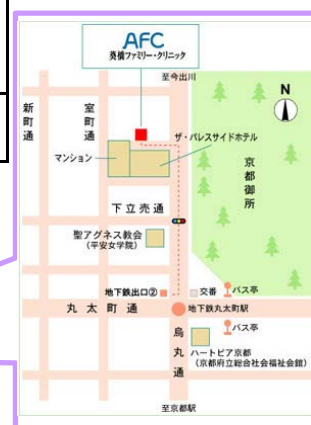 AFC
葵橋ファミリー・クリニック
至今出川
N
新町通
室町通
ザ・パレスサイドホテル
マンション
京都御所
下立売通
聖アグネス教会
(平安女学院)
地下鉄出口②
交番
バス亭
丸太町通
地下鉄丸太町駅
烏丸通
バス亭
ハートピア京都
(京都府立総合社会福祉会館)
至京都駅